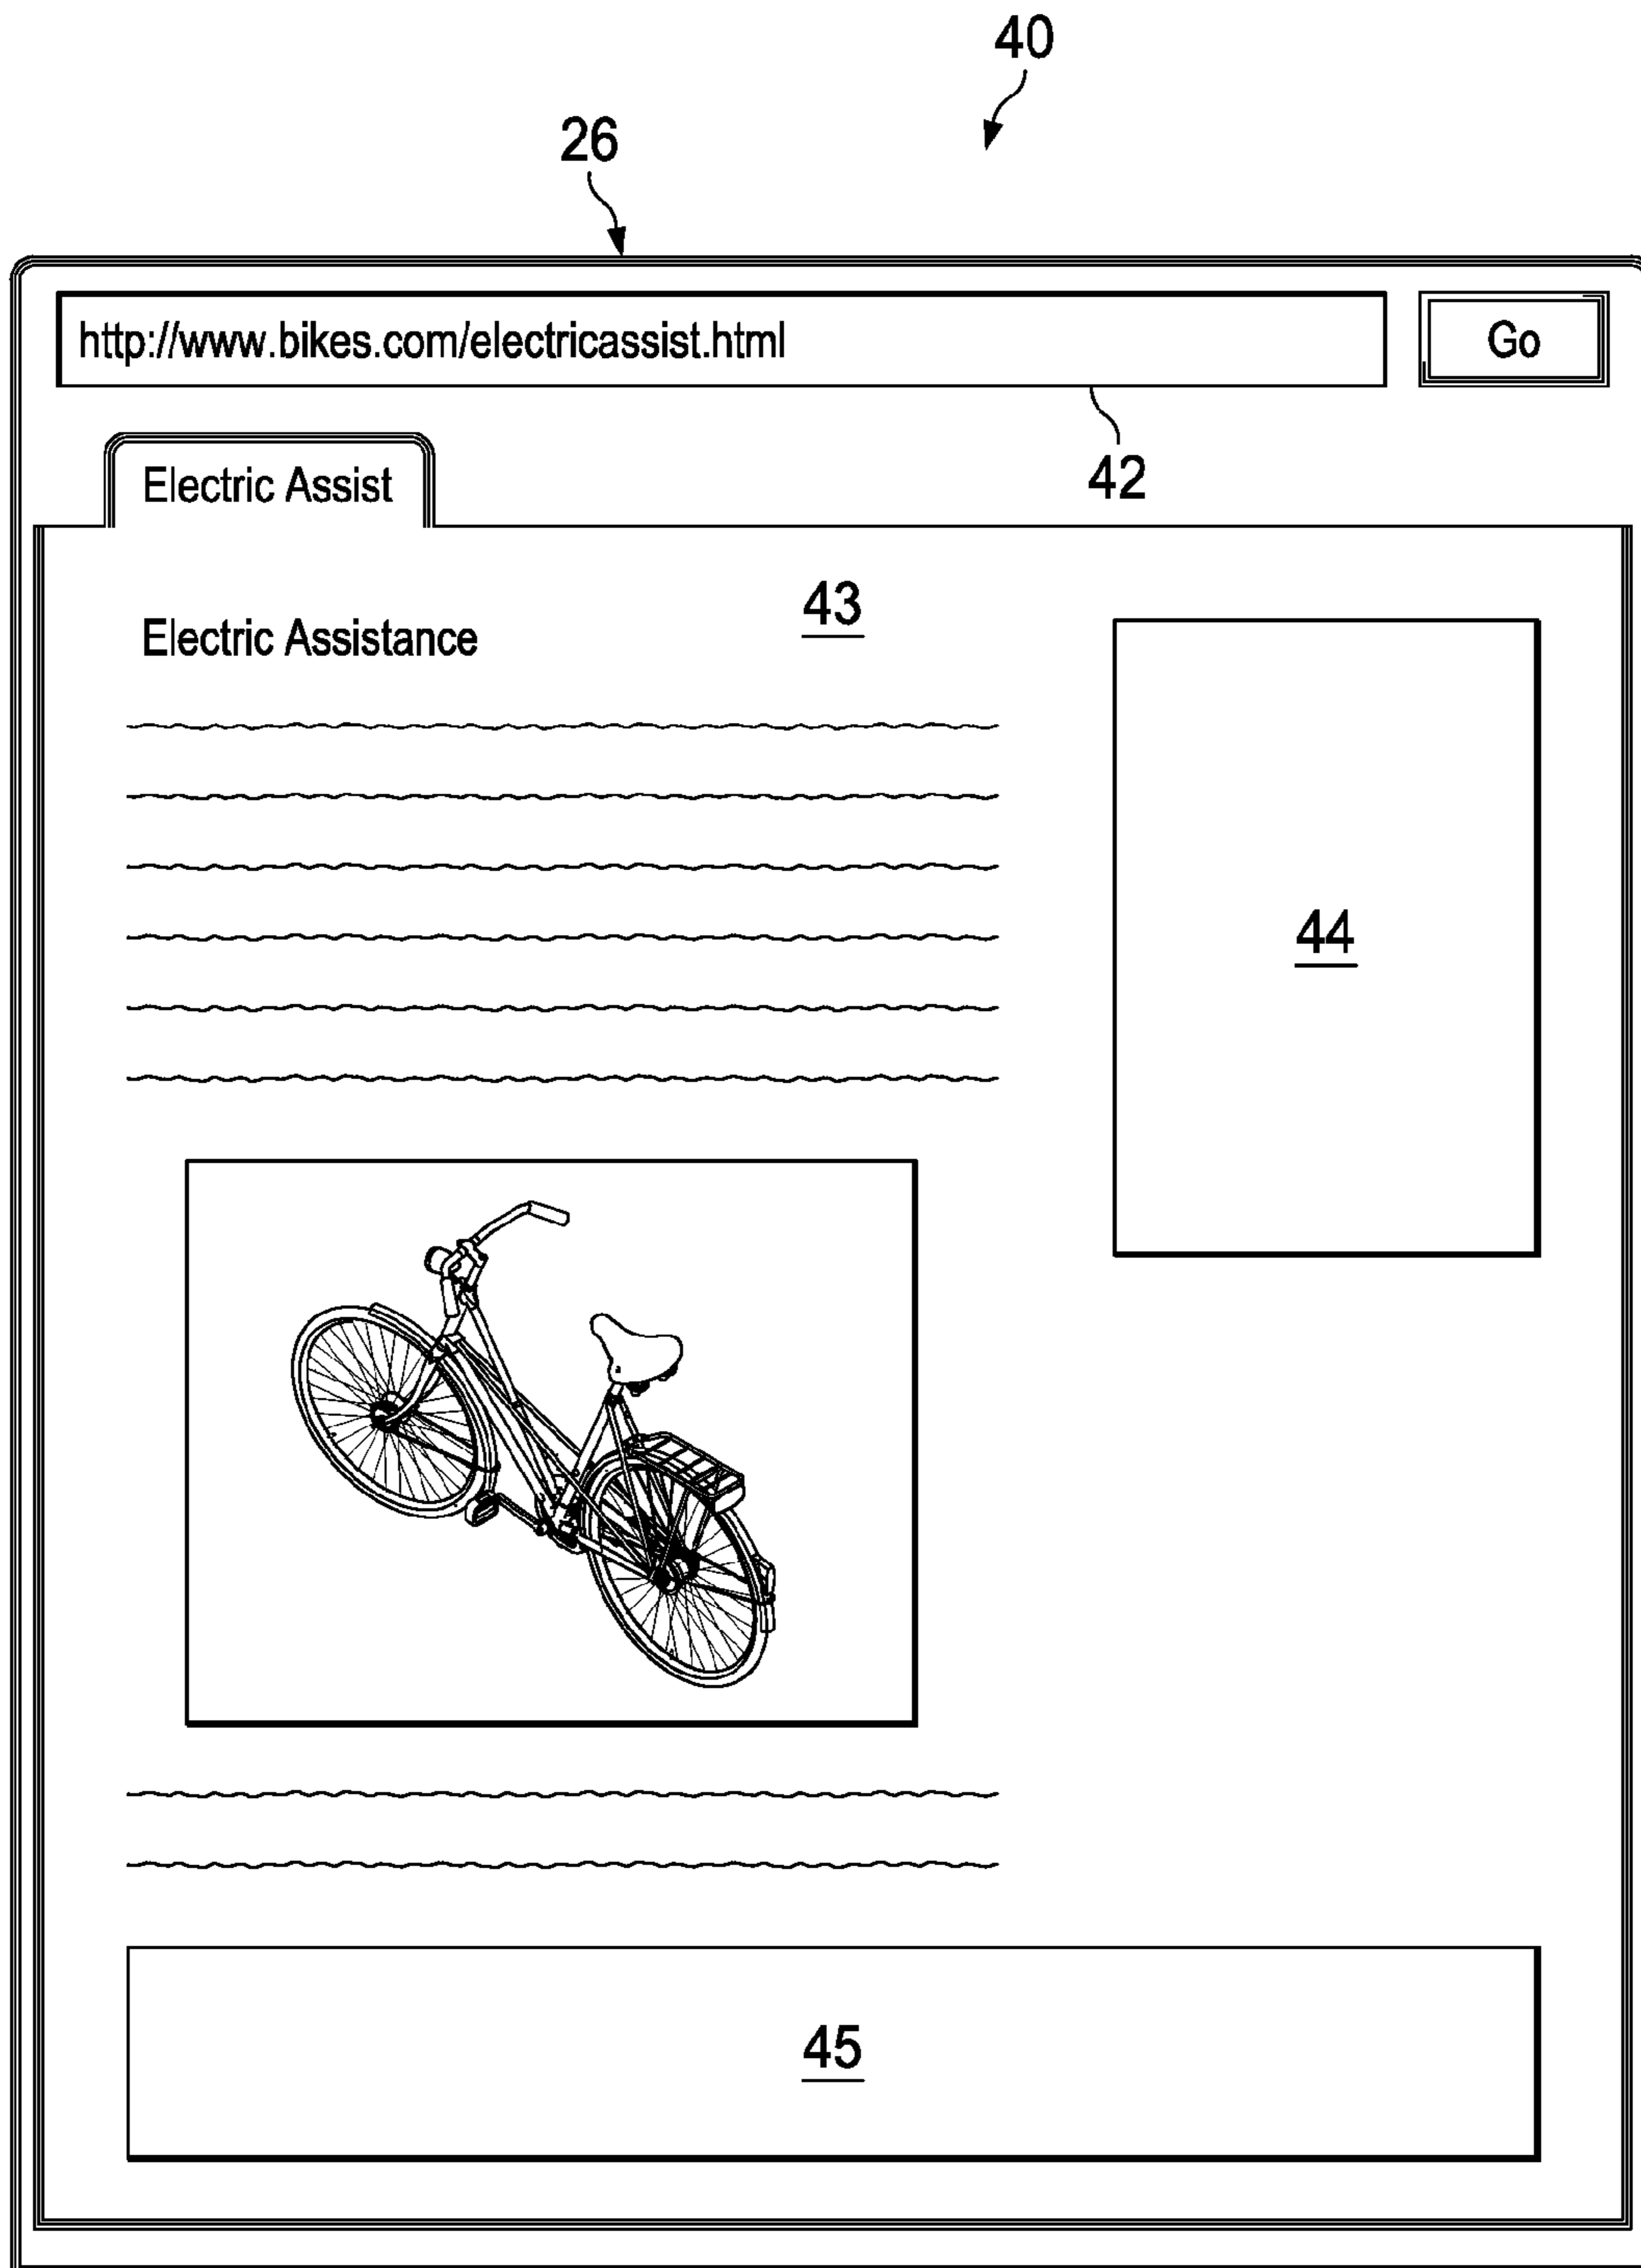 40
26
http://www.bikes.com/electricassist.html
Go
42
Electric Assist
43
Electric Assistance
44
45